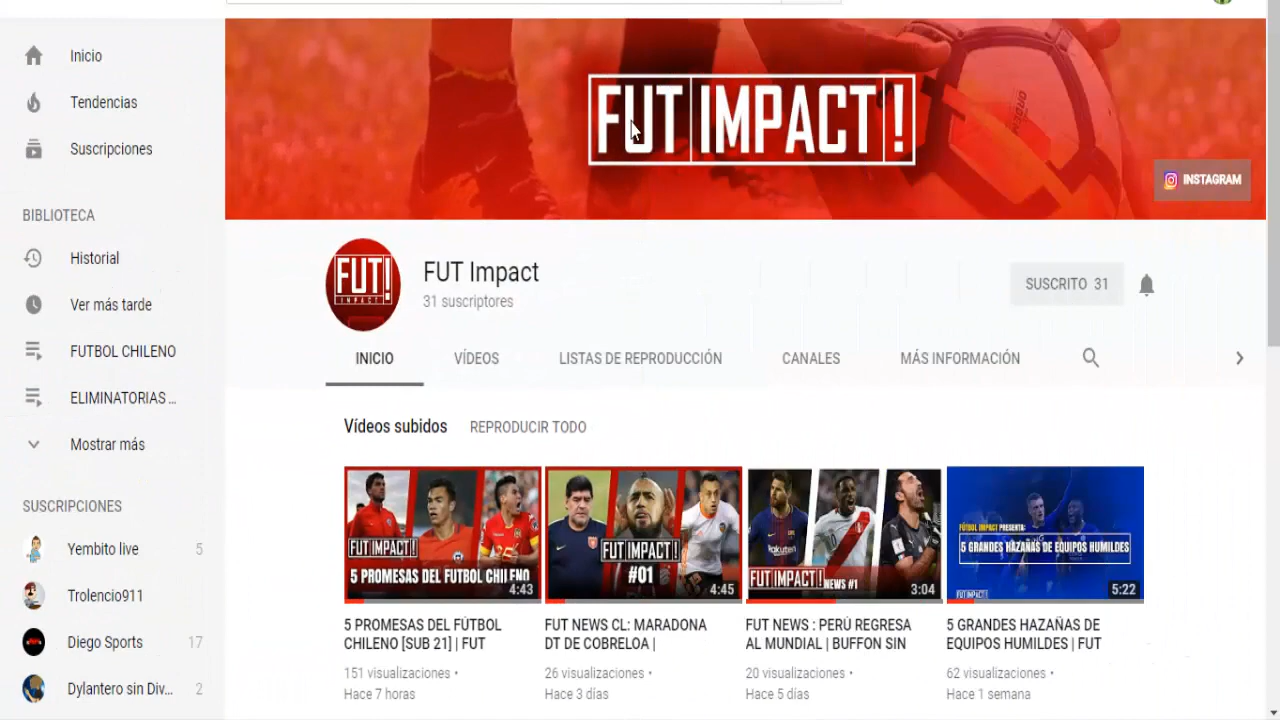 Inicio
Tendencias
Suscripciones
BIBLIOTECA
Historial
Ver más tarde
FUTBOL CHILENO
ELIMINATORIAS ...
Mostrar más
SUSCRIPCIONES
Yembito live 5
Trolencio911
Diego Sports 17
Dylantero sin Div... 2
FUT IMPACT !
INSTAGRAM
FUT!
IMPACT
FUT Impact
31 suscriptores
SUSCRITO 31
INICIO VÍDEOS LISTAS DE REPRODUCCIÓN CANALES MÁS INFORMACIÓN
Vídeos subidos REPRODUCIR TODO
FUT IMPACT!
5 PROMESAS DEL FUTBOL CHILENO
4:43
5 PROMESAS DEL FÚTBOL
CHILENO [SUB 21] | FUT
151 visualizaciones •
Hace 7 horas
FUT IMPACT!
#01
4:45
FUT NEWS CL: MARADONA
DT DE COBRELOA |
26 visualizaciones •
Hace 3 días
Rakuten
FUT IMPACT! NEWS #1
3:04
FUT NEWS : PERÚ REGRESA
AL MUNDIAL | BUFFON SIN
20 visualizaciones •
Hace 5 días
FÚTBOL IMPACT PRESENTA:
5 GRANDES HAZAÑAS DE EQUIPOS HUMILDES
FUT IMPACT!
5:22
5 GRANDES HAZAÑAS DE
EQUIPOS HUMILDES | FUT
62 visualizaciones •
Hace 1 semana